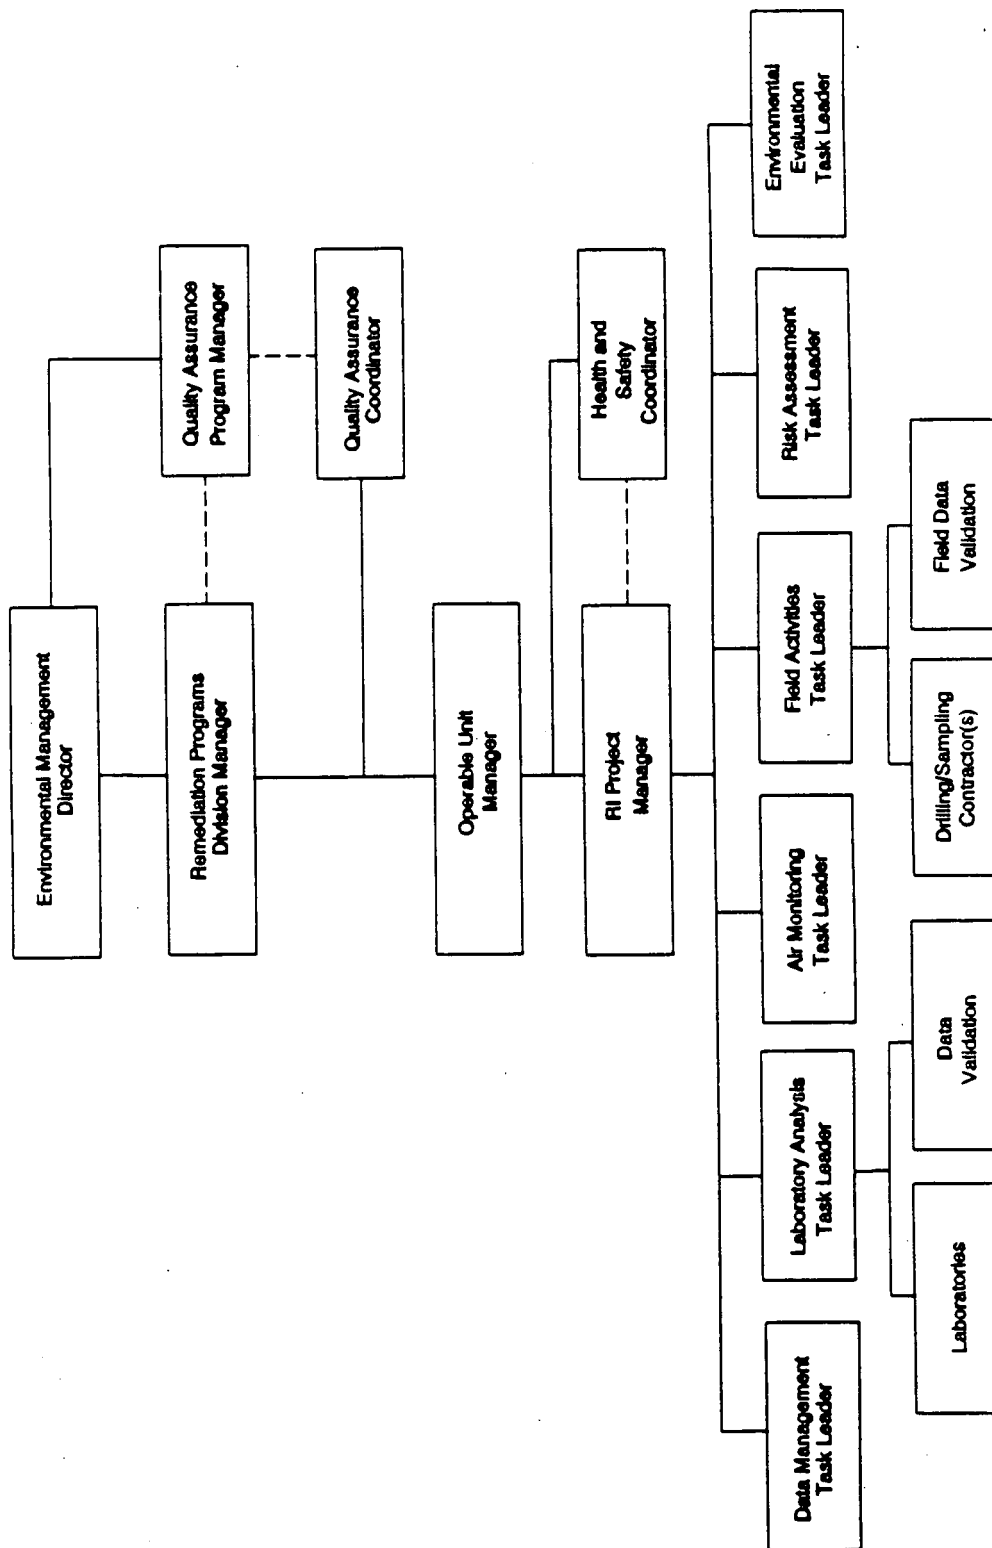 Environmental Management
Director
Remediation Programs
Division Manager
Quality Assurance
Program Manager
Quality Assurance
Coordinator
Operable Unit
Manager
RI Project
Manager
Health and
Safety
Coordinator
Data Management
Task Leader
Laboratory Analysis
Task Leader
Air Monitoring
Task Leader
Field Activities
Task Leader
Risk Assessment
Task Leader
Environmental
Evaluation
Task Leader
Laboratories
Data
Validation
Drilling/Sampling
Contractor(s)
Field Data
Validation